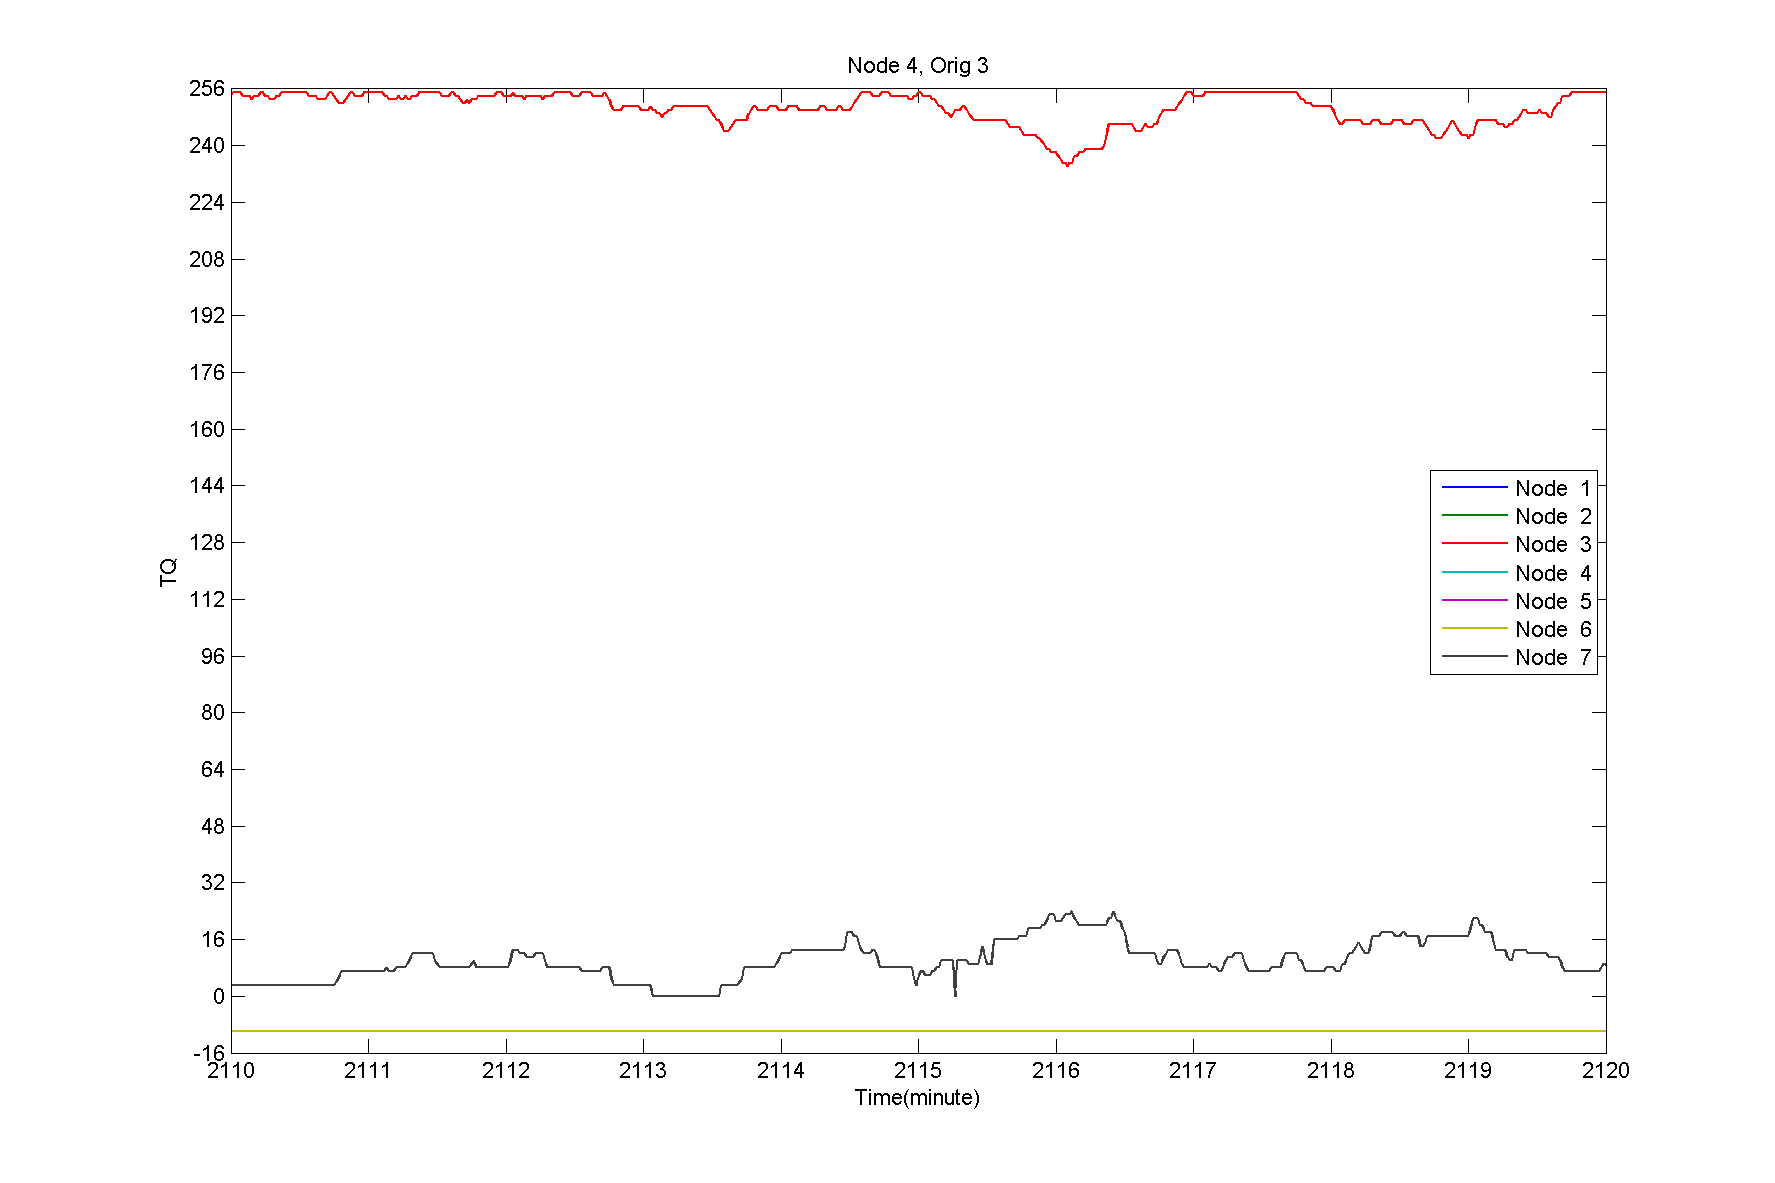 Node 4, Orig 3
256
240
224
208
192
176
160
144
128
112
96
80
64
48
32
16
0
-16
TQ
Node 1
Node 2
Node 3
Node 4
Node 5
Node 6
Node 7
2110 2111 2112 2113 2114 2115 2116 2117 2118 2119 2120
Time(minute)